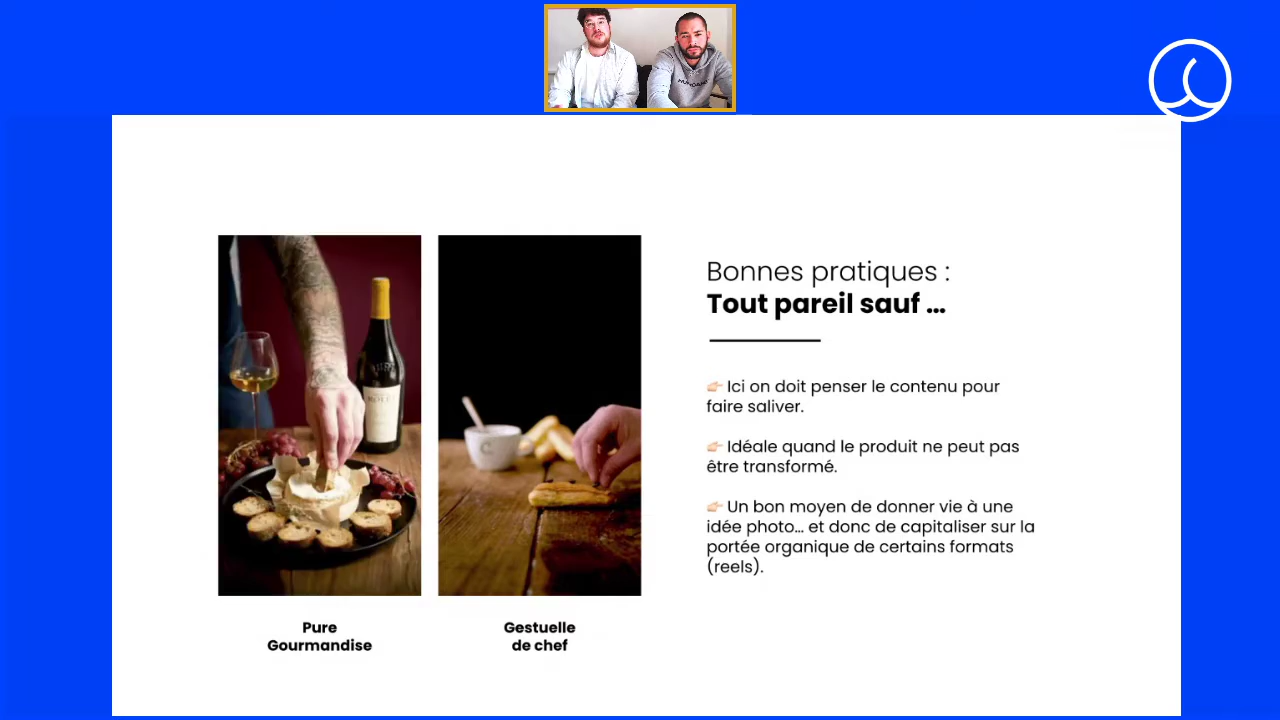 Bonnes pratiques :
Tout pareil sauf ...
👉🏻 Ici on doit penser le contenu pour
faire saliver.
👉🏻 Idéale quand le produit ne peut pas
être transformé.
👉🏻 Un bon moyen de donner vie à une
idée photo... et donc de capitaliser sur la
portée organique de certains formats
(reels).
Pure
Gourmandise
Gestuelle
de chef